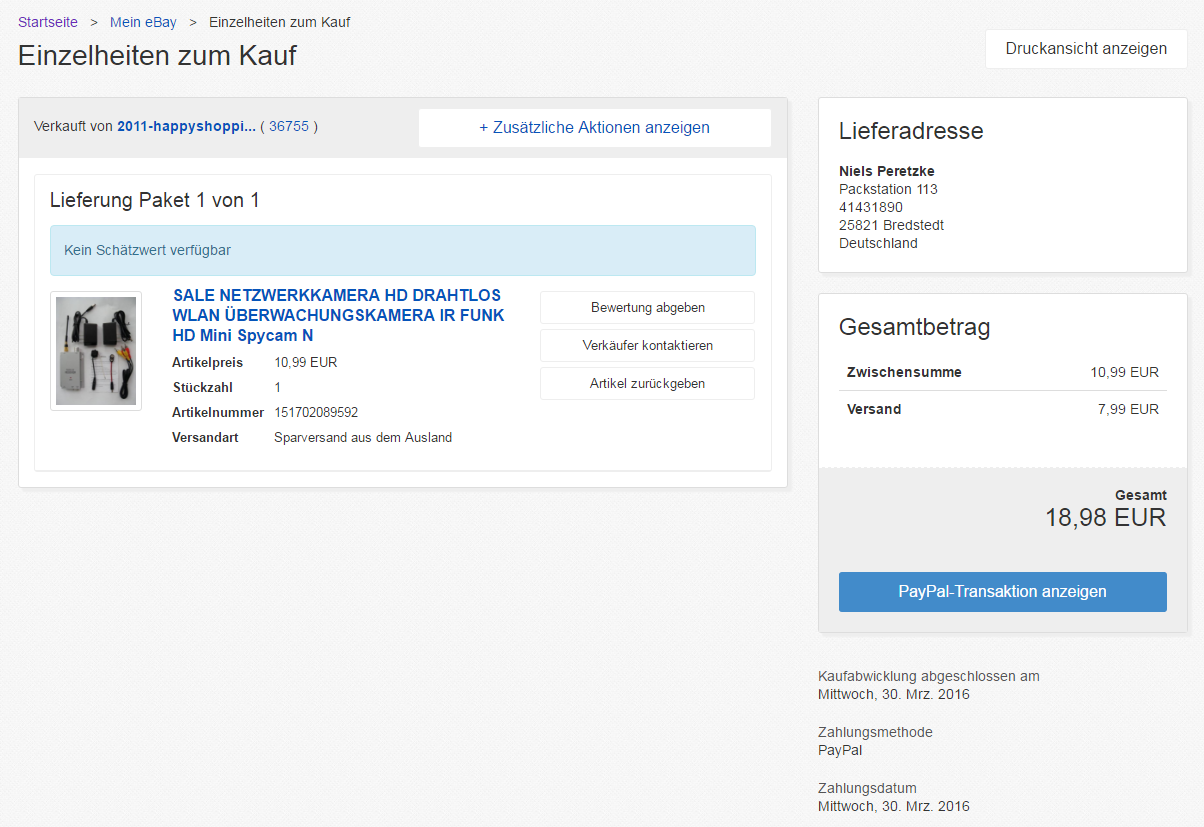 Startseite > Mein eBay > Einzelheiten zum Kauf
Einzelheiten zum Kauf
Druckansicht anzeigen
Verkauft von 2011-happyshoppi... ( 36755 )
+ Zusätzliche Aktionen anzeigen
Lieferung Paket 1 von 1
Kein Schätzwert verfügbar
SALE NETZWERKKAMERA HD DRAHTLOS
WLAN ÜBERWACHUNGSKAMERA IR FUNK
HD Mini Spycam N
Artikelpreis 10,99 EUR
Stückzahl 1
Artikelnummer 151702089592
Versandart Sparversand aus dem Ausland
Bewertung abgeben
Verkäufer kontaktieren
Artikel zurückgeben
Lieferadresse
Niels Peretzke
Packstation 113
41431890
25821 Bredstedt
Deutschland
Gesamtbetrag
Zwischensumme 10,99 EUR
Versand 7,99 EUR
Gesamt
18,98 EUR
PayPal-Transaktion anzeigen
Kaufabwicklung abgeschlossen am
Mittwoch, 30. Mrz. 2016
Zahlungsmethode
PayPal
Zahlungsdatum
Mittwoch, 30. Mrz. 2016